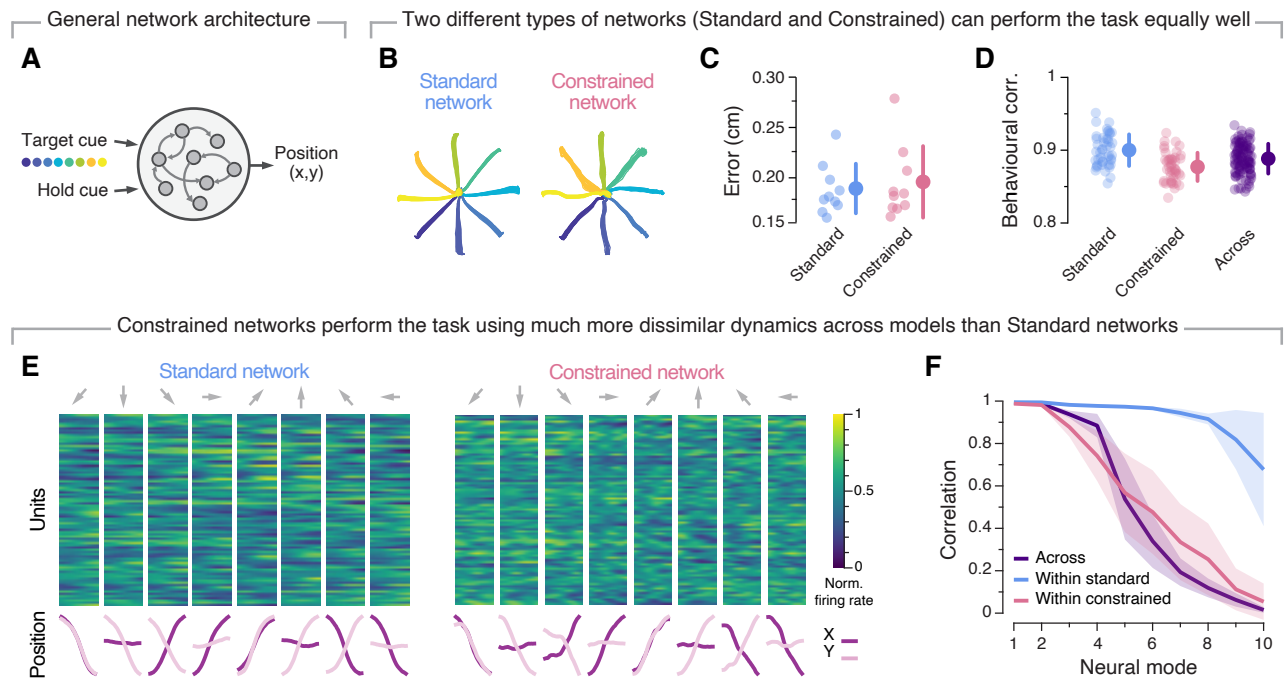 General network architecture
Two different types of networks (Standard and Constrained) can perform the task equally well
A
Target cue
Hold cue
Position
(x,y)
B
Standard
network
Constrained
network
C
Error (cm)
0.30
0.25
0.20
0.15
Standard
Constrained
D
Behavioural corr.
1
0.9
0.8
Standard
Constrained
Across
Constrained networks perform the task using much more dissimilar dynamics across models than Standard networks
E
Standard network
Constrained network
Units
Position
1
0.5
0
Norm.
firing rate
X
Y
F
Correlation
1
0.8
0.6
0.4
0.2
0
Across
Within standard
Within constrained
1 2 4 6 8 10
Neural mode